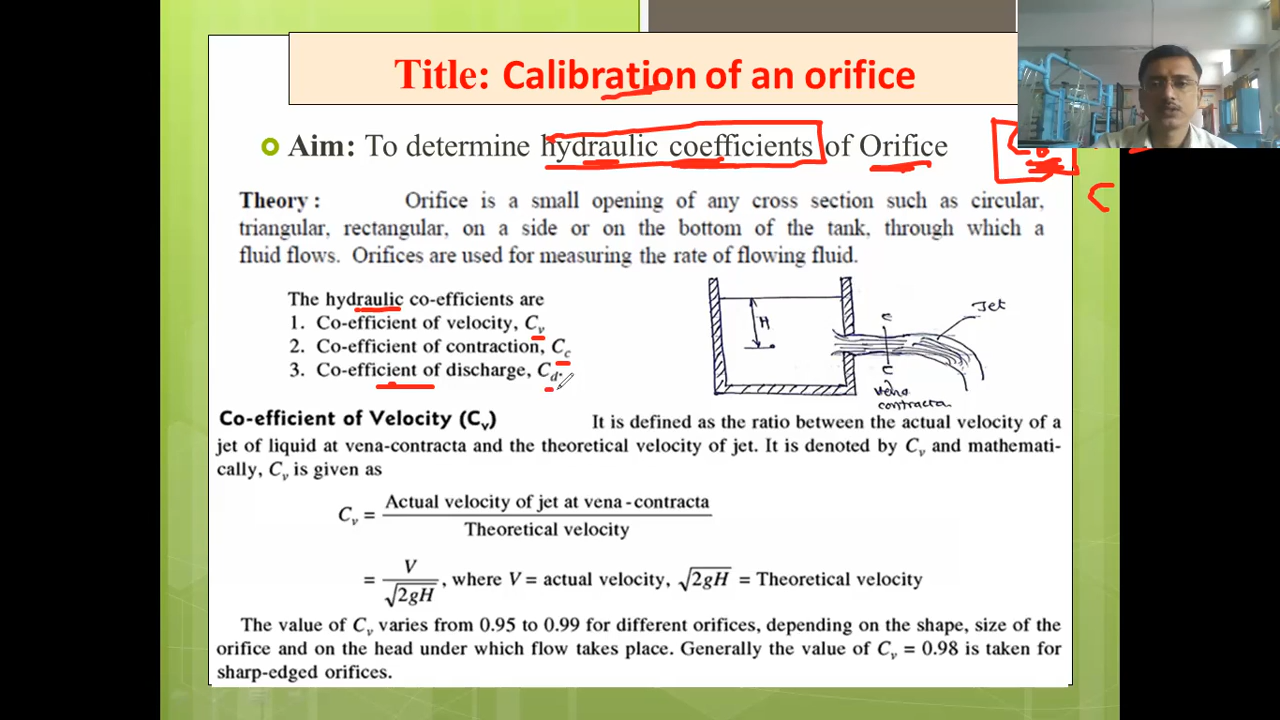 Title: Calibration of an orifice
Aim: To determine hydraulic coefficients of Orifice
Theory : Orifice is a small opening of any cross section such as circular,
triangular, rectangular, on a side or on the bottom of the tank, through which a
fluid flows. Orifices are used for measuring the rate of flowing fluid.
The hydraulic co-efficients are
1. Co-efficient of velocity, Cv
2. Co-efficient of contraction, Cc
3. Co-efficient of discharge, Cd.
H
C
C
Jet
vena
contracta
Co-efficient of Velocity (Cv) It is defined as the ratio between the actual velocity of a
jet of liquid at vena-contracta and the theoretical velocity of jet. It is denoted by Cv and mathemati-
cally, Cv is given as
Cv = Actual velocity of jet at vena-contracta
Theoretical velocity
= V/√2gH, where V = actual velocity, √2gH = Theoretical velocity
The value of Cv varies from 0.95 to 0.99 for different orifices, depending on the shape, size of the
orifice and on the head under which flow takes place. Generally the value of Cv = 0.98 is taken for
sharp-edged orifices.